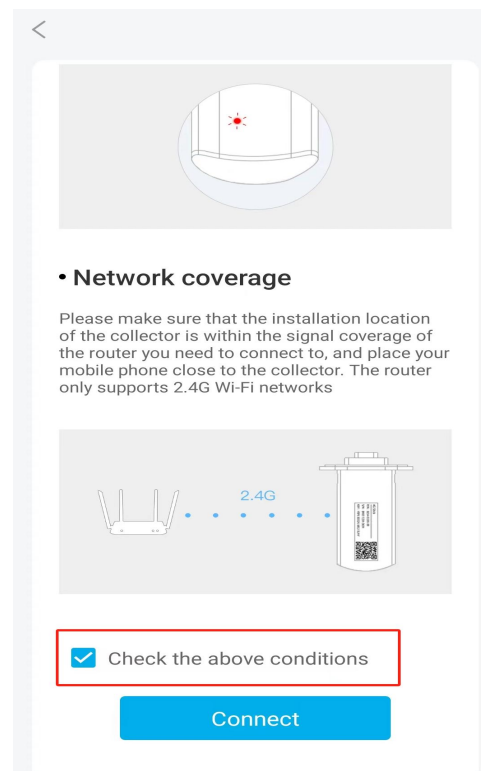 • Network coverage
Please make sure that the installation location
of the collector is within the signal coverage of
the router you need to connect to, and place your
mobile phone close to the collector. The router
only supports 2.4G Wi-Fi networks
2.4G
Check the above conditions
Connect